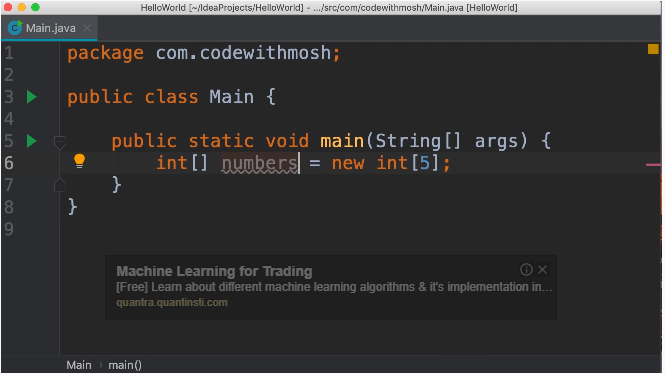 HelloWorld [~/IdeaProjects/HelloWorld] - .../src/com/codewithmosh/Main.java [HelloWorld]
Main.java
1 package com.codewithmosh;
2
3 public class Main {
4
5 public static void main(String[] args) {
6 int[] numbers = new int[5];
7 }
8 }
9
Machine Learning for Trading
[Free] Learn about different machine learning algorithms & it's implementation in...
quantra.quantinsti.com
Main › main()